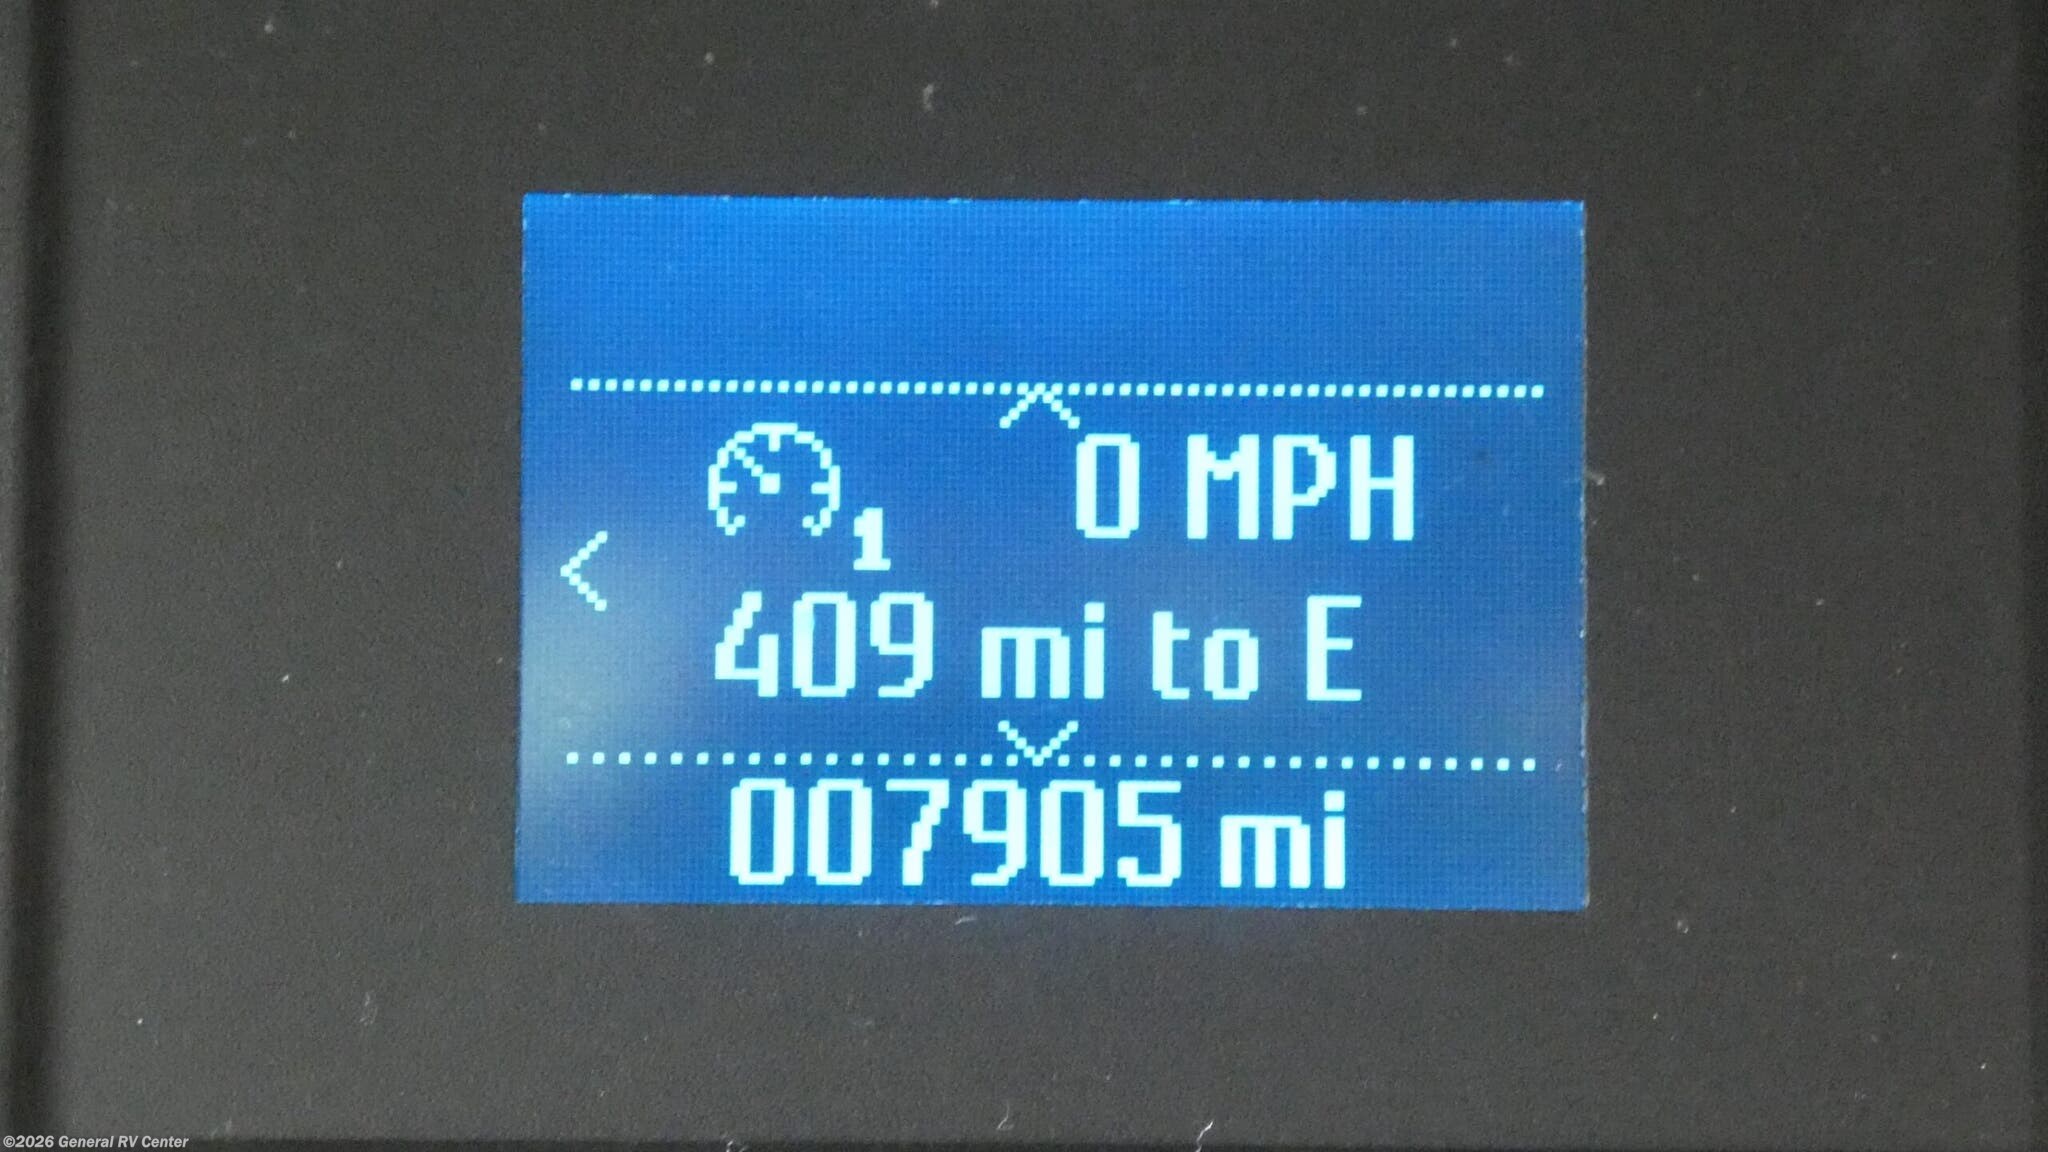 0 MPH
1
409 mi to E
007905 mi
©2026 General RV Center